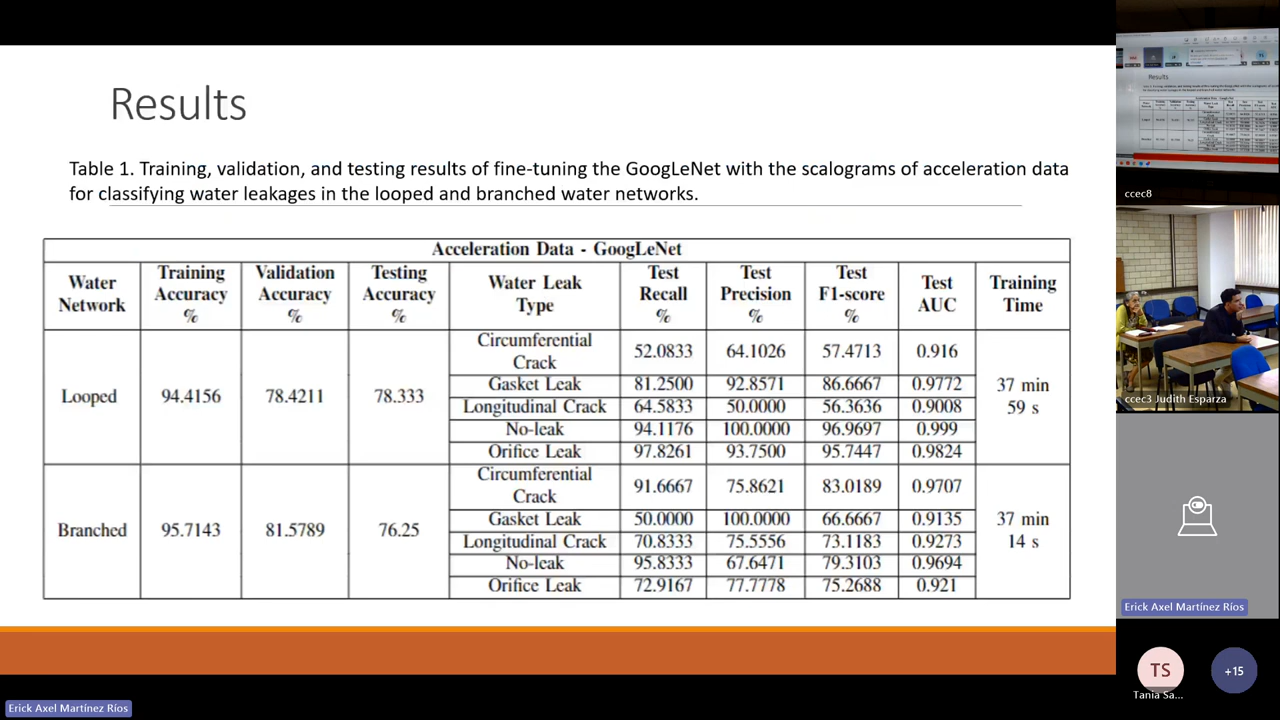 Results
Table 1. Training, validation, and testing results of fine-tuning the GoogLeNet with the scalograms of acceleration data
for classifying water leakages in the looped and branched water networks.
Acceleration Data - GoogLeNet
Water Network Training Accuracy % Validation Accuracy % Testing Accuracy % Water Leak Type Test Recall % Test Precision % Test F1-score % Test AUC Training Time
Looped 94.4156 78.4211 78.333 Circumferential Crack 52.0833 64.1026 57.4713 0.916 37 min 59 s
Gasket Leak 81.2500 92.8571 86.6667 0.9772
Longitudinal Crack 64.5833 50.0000 56.3636 0.9008
No-leak 94.1176 100.0000 96.9697 0.999
Orifice Leak 97.8261 93.7500 95.7447 0.9824
Branched 95.7143 81.5789 76.25 Circumferential Crack 91.6667 75.8621 83.0189 0.9707 37 min 14 s
Gasket Leak 50.0000 100.0000 66.6667 0.9135
Longitudinal Crack 70.8333 75.5556 73.1183 0.9273
No-leak 95.8333 67.6471 79.3103 0.9694
Orifice Leak 72.9167 77.7778 75.2688 0.921
Erick Axel Martínez Ríos
Results
ccec8
ccec3 Judith Esparza
Erick Axel Martínez Ríos
TS
Tania Sa...
+15